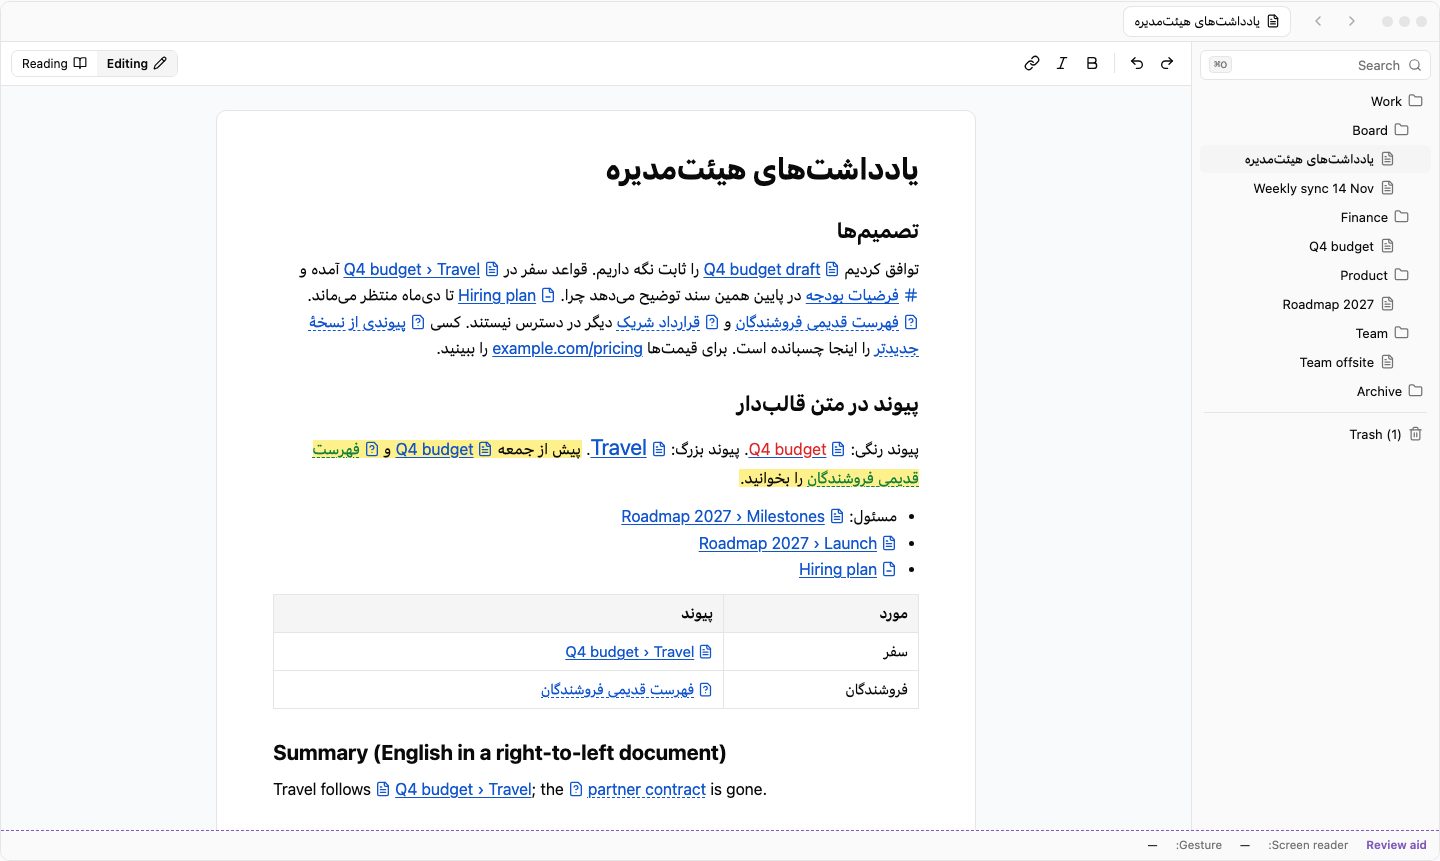 یادداشت‌های هیئت‌مدیره
Reading
Editing
B
⌘O
Search
Work
Board
یادداشت‌های هیئت‌مدیره
Weekly sync 14 Nov
Finance
Q4 budget
Product
Roadmap 2027
Team
Team offsite
Archive
Trash (1)
یادداشت‌های هیئت‌مدیره
تصمیم‌ها
توافق کردیم Q4 budget draft را ثابت نگه داریم. قواعد سفر در Q4 budget › Travel آمده و
# فرضیات بودجه در پایین همین سند توضیح می‌دهد چرا. Hiring plan تا دی‌ماه منتظر می‌ماند.
فهرست قدیمی فروشندگان و قرارداد شریک دیگر در دسترس نیستند. کسی پیوندی از نسخهٔ
جدیدتر را اینجا چسبانده است. برای قیمت‌ها example.com/pricing را ببینید.
پیوند در متن قالب‌دار
پیوند رنگی: Q4 budget. پیوند بزرگ: Travel. پیش از جمعه Q4 budget و فهرست
قدیمی فروشندگان را بخوانید.
• مسئول: Roadmap 2027 › Milestones
• Roadmap 2027 › Launch
• Hiring plan
مورد پیوند
سفر Q4 budget › Travel
فروشندگان فهرست قدیمی فروشندگان
Summary (English in a right-to-left document)
Travel follows Q4 budget › Travel; the partner contract is gone.
Review aid
Screen reader: —
Gesture: —